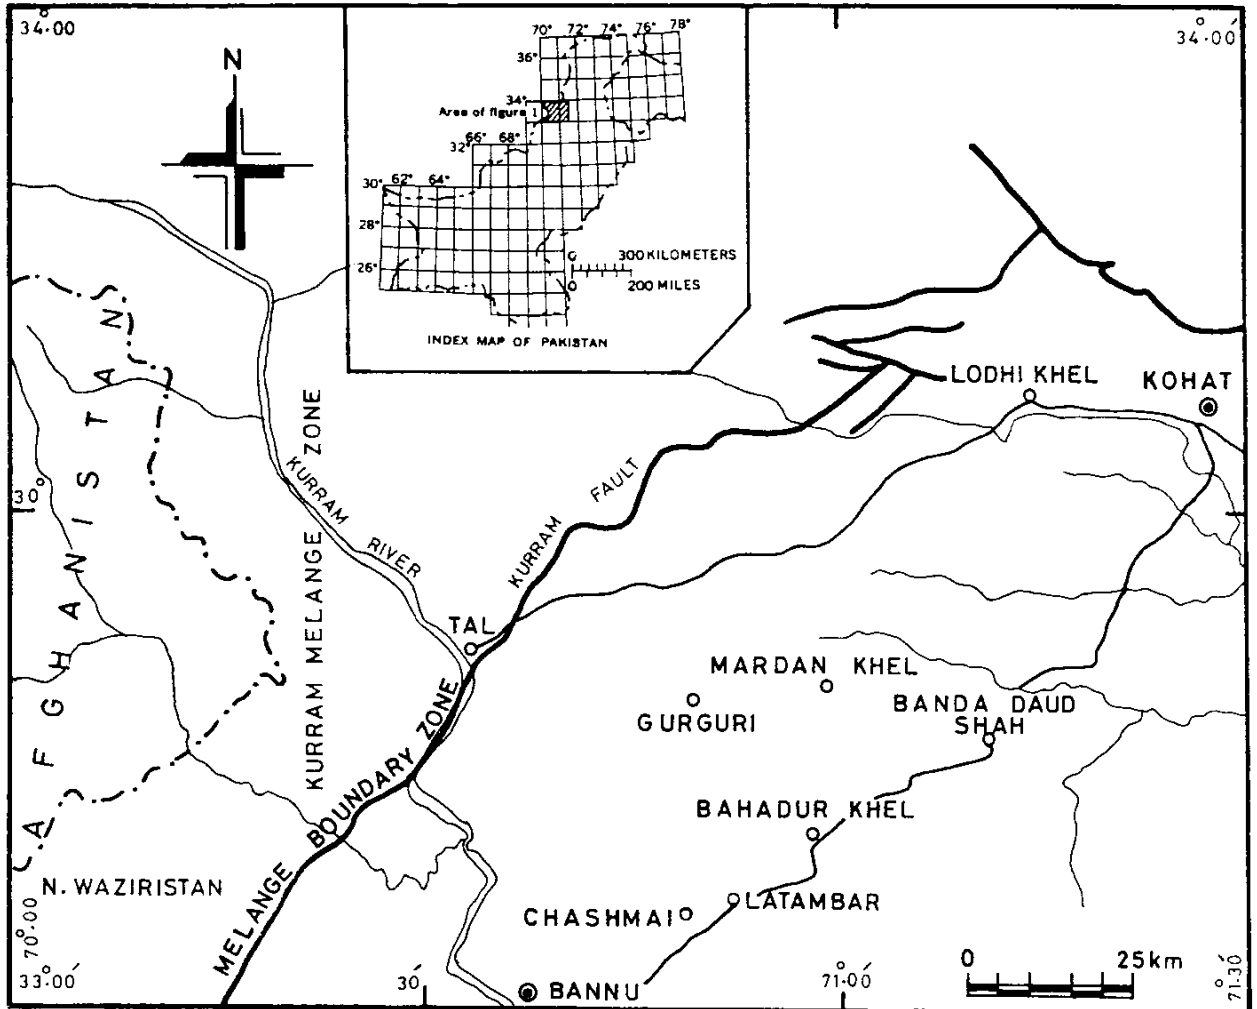 34°00
34°00'
N
70° 72° 74° 76° 78°
36°
34°
Area of figure 1
66° 68°
32°
30° 62° 64°
28°
26°
0 300 KILOMETERS
0 200 MILES
INDEX MAP OF PAKISTAN
AFGHANISTAN
KURRAM MELANGE ZONE
KURRAM RIVER
KURRAM FAULT
LODHI KHEL
KOHAT
30°
TAL
MARDAN KHEL
GURGURI
BANDA DAUD
SHAH
MELANGE BOUNDARY ZONE
BAHADUR KHEL
N. WAZIRISTAN
LATAMBAR
CHASHMAI
BANNU
0 25km
70°00
33°00'
30'
71°00'
71°30'